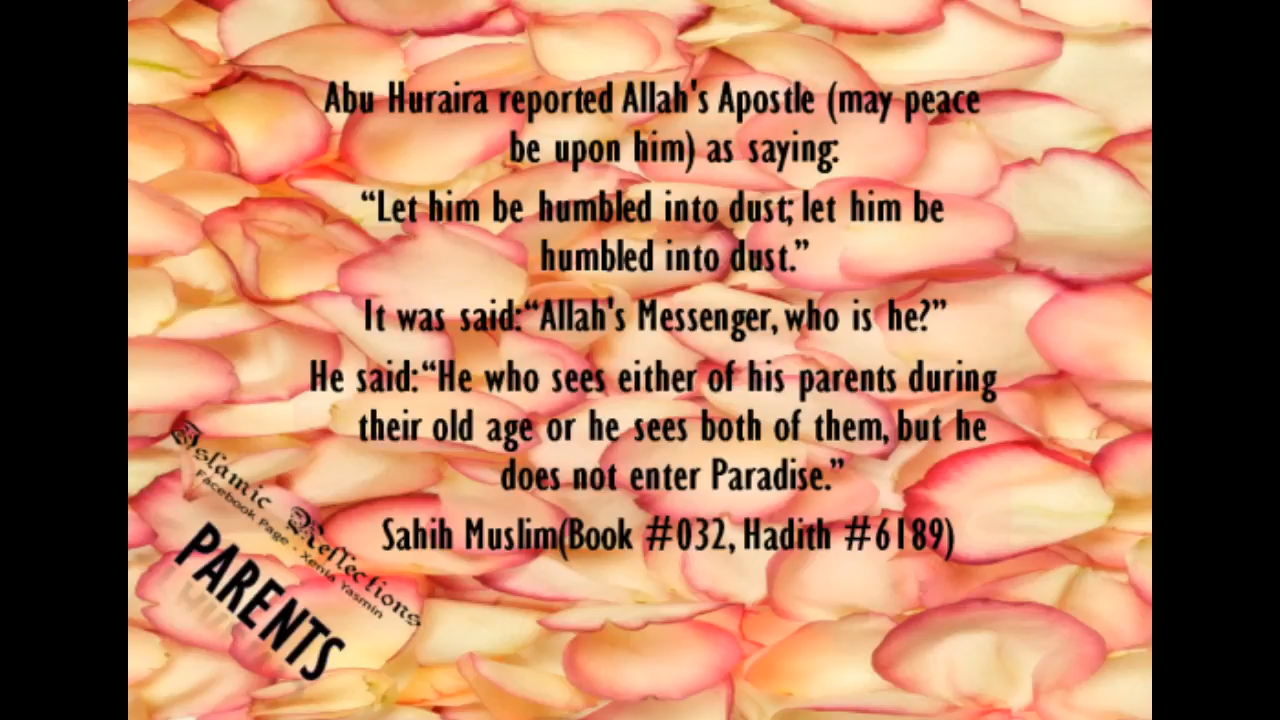 Abu Huraira reported Allah's Apostle (may peace
be upon him) as saying:
“Let him be humbled into dust; let him be
humbled into dust.”
It was said:“Allah's Messenger, who is he?”
He said:“He who sees either of his parents during
their old age or he sees both of them, but he
does not enter Paradise.”
Sahih Muslim(Book #032, Hadith #6189)
Islamic Reflections
Facebook Page - Xenia Yasmin
PARENTS